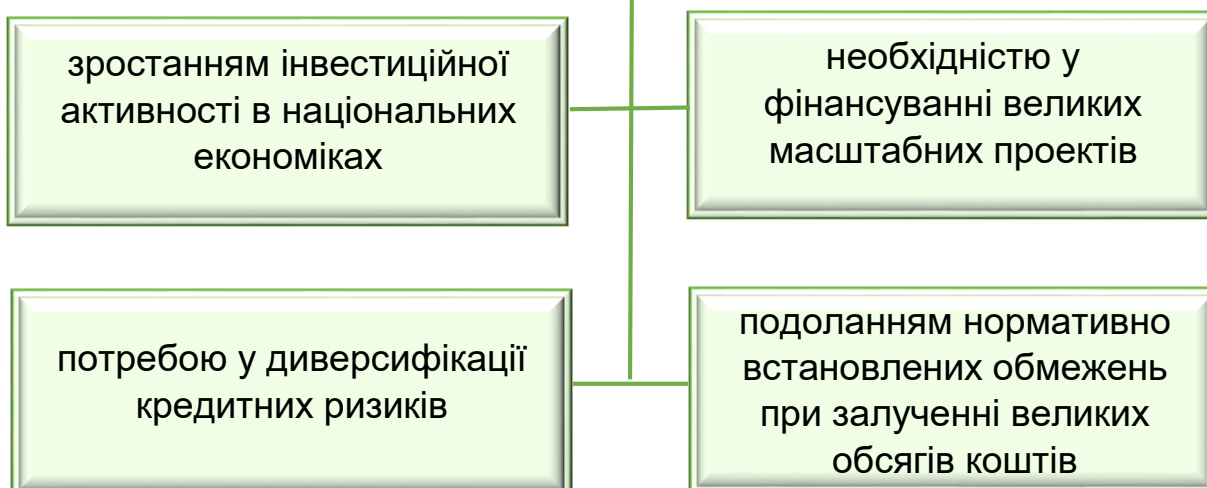 зростанням інвестиційної
активності в національних
економіках
необхідністю у
фінансуванні великих
масштабних проектів
потребою у диверсифікації
кредитних ризиків
подоланням нормативно
встановлених обмежень
при залученні великих
обсягів коштів